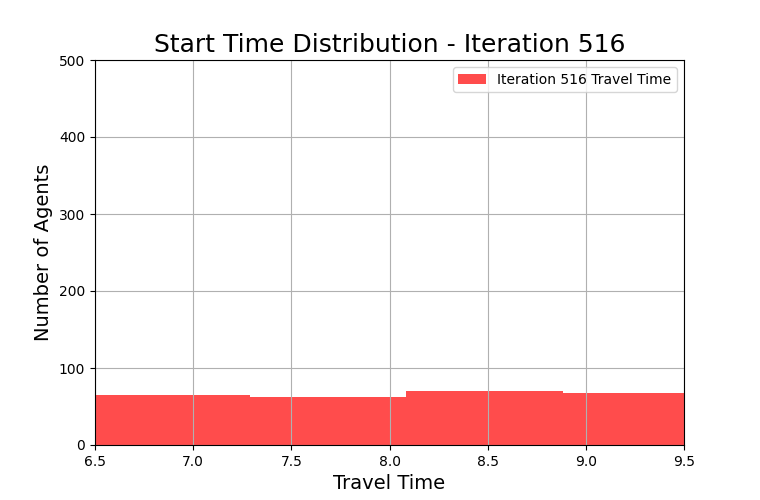 Start Time Distribution - Iteration 516
Iteration 516 Travel Time
Number of Agents
500
400
300
200
100
0
6.5 7.0 7.5 8.0 8.5 9.0 9.5
Travel Time